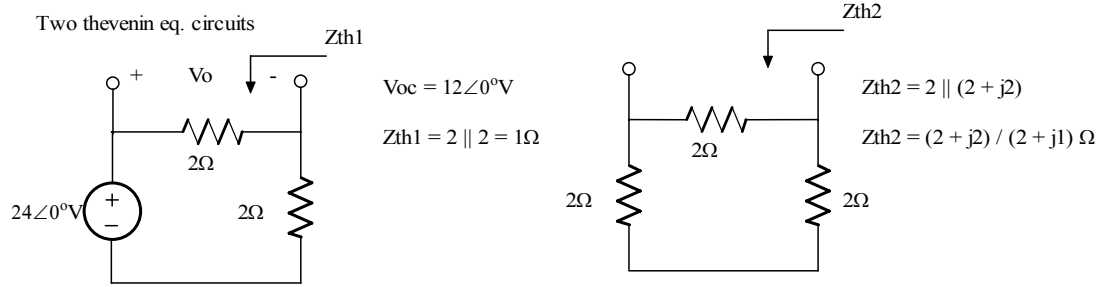 Two thevenin eq. circuits
Zth1
+ Vo -
2Ω
24∠0°V
+
−
2Ω
Voc = 12∠0°V
Zth1 = 2 || 2 = 1Ω
Zth2
2Ω
2Ω
2Ω
Zth2 = 2 || (2 + j2)
Zth2 = (2 + j2) / (2 + j1) Ω